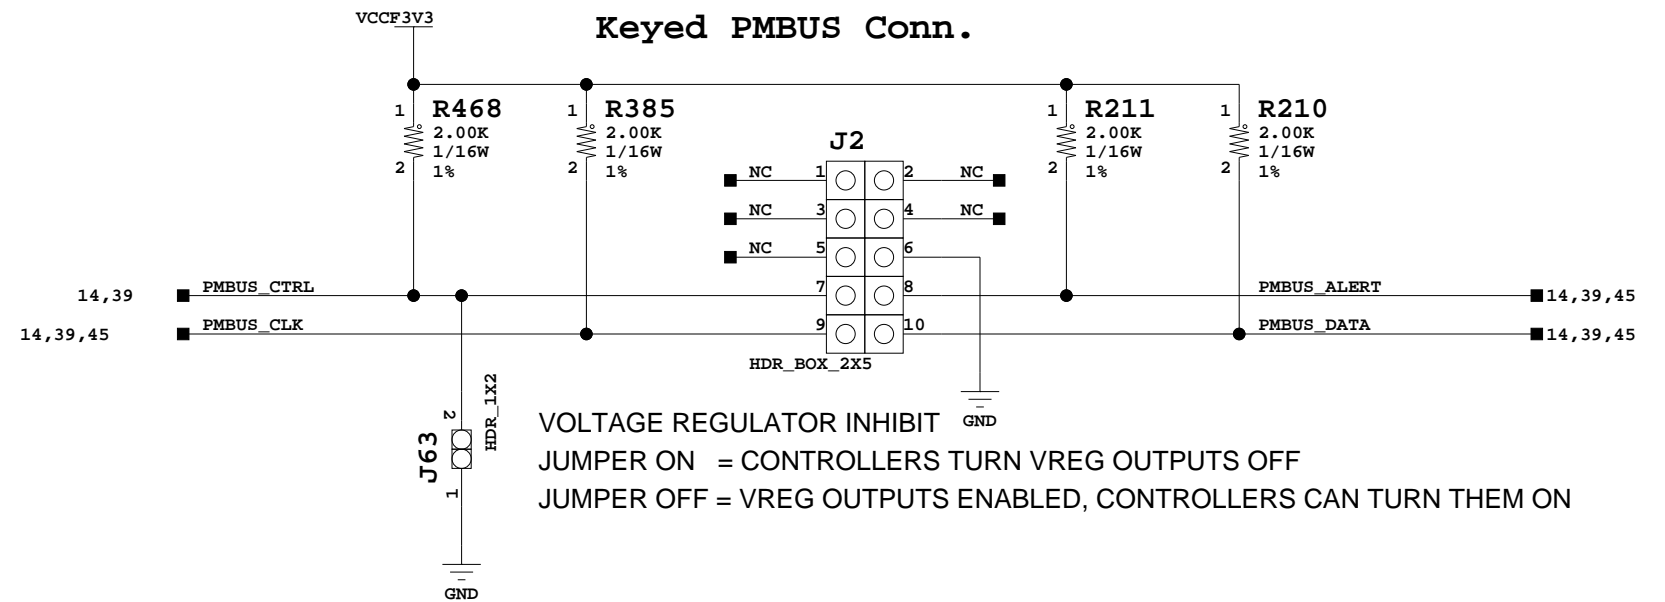 VCCF3V3
Keyed PMBUS Conn.
1 R468
2.00K
1/16W
2 1%
1 R385
2.00K
1/16W
2 1%
1 R211
2.00K
1/16W
2 1%
1 R210
2.00K
1/16W
2 1%
J2
NC 1 2 NC
NC 3 4 NC
NC 5 6
14,39 PMBUS_CTRL 7 8 PMBUS_ALERT 14,39,45
14,39,45 PMBUS_CLK 9 10 PMBUS_DATA 14,39,45
HDR_BOX_2X5
GND
J63
2
1
HDR_1X2
GND
VOLTAGE REGULATOR INHIBIT
JUMPER ON = CONTROLLERS TURN VREG OUTPUTS OFF
JUMPER OFF = VREG OUTPUTS ENABLED, CONTROLLERS CAN TURN THEM ON